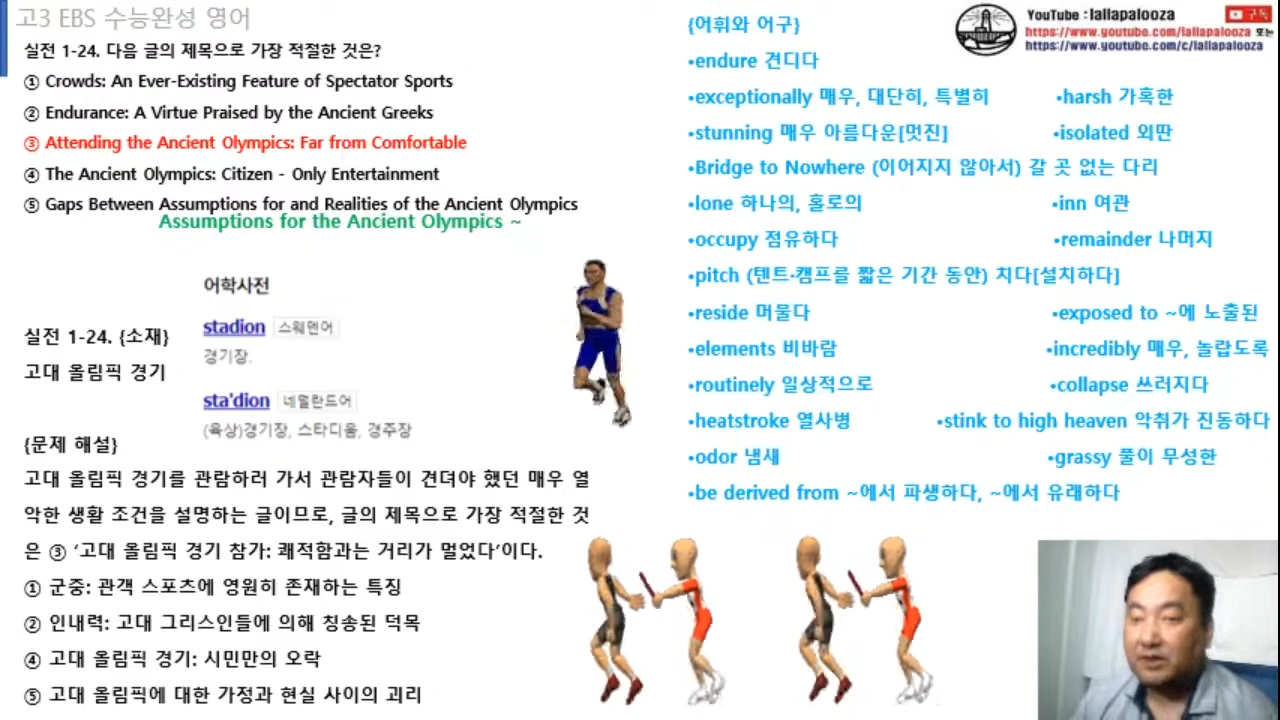 고3 EBS 수능완성 영어
실전 1-24. 다음 글의 제목으로 가장 적절한 것은?
① Crowds: An Ever-Existing Feature of Spectator Sports
② Endurance: A Virtue Praised by the Ancient Greeks
③ Attending the Ancient Olympics: Far from Comfortable
④ The Ancient Olympics: Citizen - Only Entertainment
⑤ Gaps Between Assumptions for and Realities of the Ancient Olympics
Assumptions for the Ancient Olympics ~
어학사전
stadion 스웨덴어
경기장.
sta'dion 네덜란드어
(육상)경기장, 스타디움, 경주장
실전 1-24. {소재}
고대 올림픽 경기
{문제 해설}
고대 올림픽 경기를 관람하러 가서 관람자들이 견뎌야 했던 매우 열
악한 생활 조건을 설명하는 글이므로, 글의 제목으로 가장 적절한 것
은 ③ ‘고대 올림픽 경기 참가: 쾌적함과는 거리가 멀었다’이다.
① 군중: 관객 스포츠에 영원히 존재하는 특징
② 인내력: 고대 그리스인들에 의해 칭송된 덕목
④ 고대 올림픽 경기: 시민만의 오락
⑤ 고대 올림픽에 대한 가정과 현실 사이의 괴리
{어휘와 어구}
•endure 견디다
•exceptionally 매우, 대단히, 특별히 •harsh 가혹한
•stunning 매우 아름다운[멋진] •isolated 외딴
•Bridge to Nowhere (이어지지 않아서) 갈 곳 없는 다리
•lone 하나의, 홀로의 •inn 여관
•occupy 점유하다 •remainder 나머지
•pitch (텐트·캠프를 짧은 기간 동안) 치다[설치하다]
•reside 머물다 •exposed to ~에 노출된
•elements 비바람 •incredibly 매우, 놀랍도록
•routinely 일상적으로 •collapse 쓰러지다
•heatstroke 열사병 •stink to high heaven 악취가 진동하다
•odor 냄새 •grassy 풀이 무성한
•be derived from ~에서 파생하다, ~에서 유래하다
YouTube : lallapalooza 구독
https://www.youtube.com/lallapalooza 또는
https://www.youtube.com/c/lallapalooza